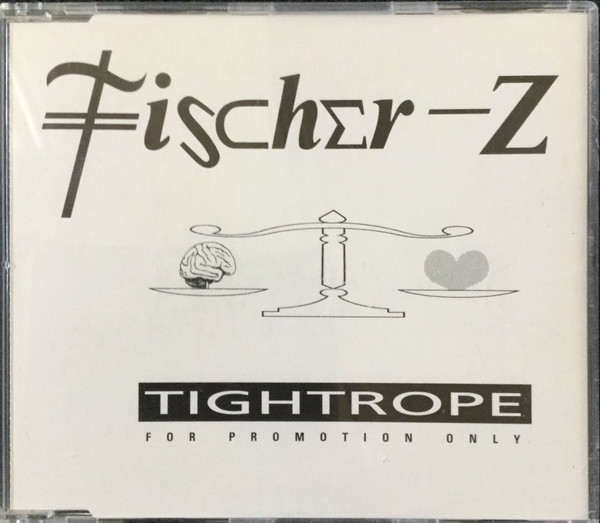 Fischer-Z
TIGHTROPE
FOR PROMOTION ONLY